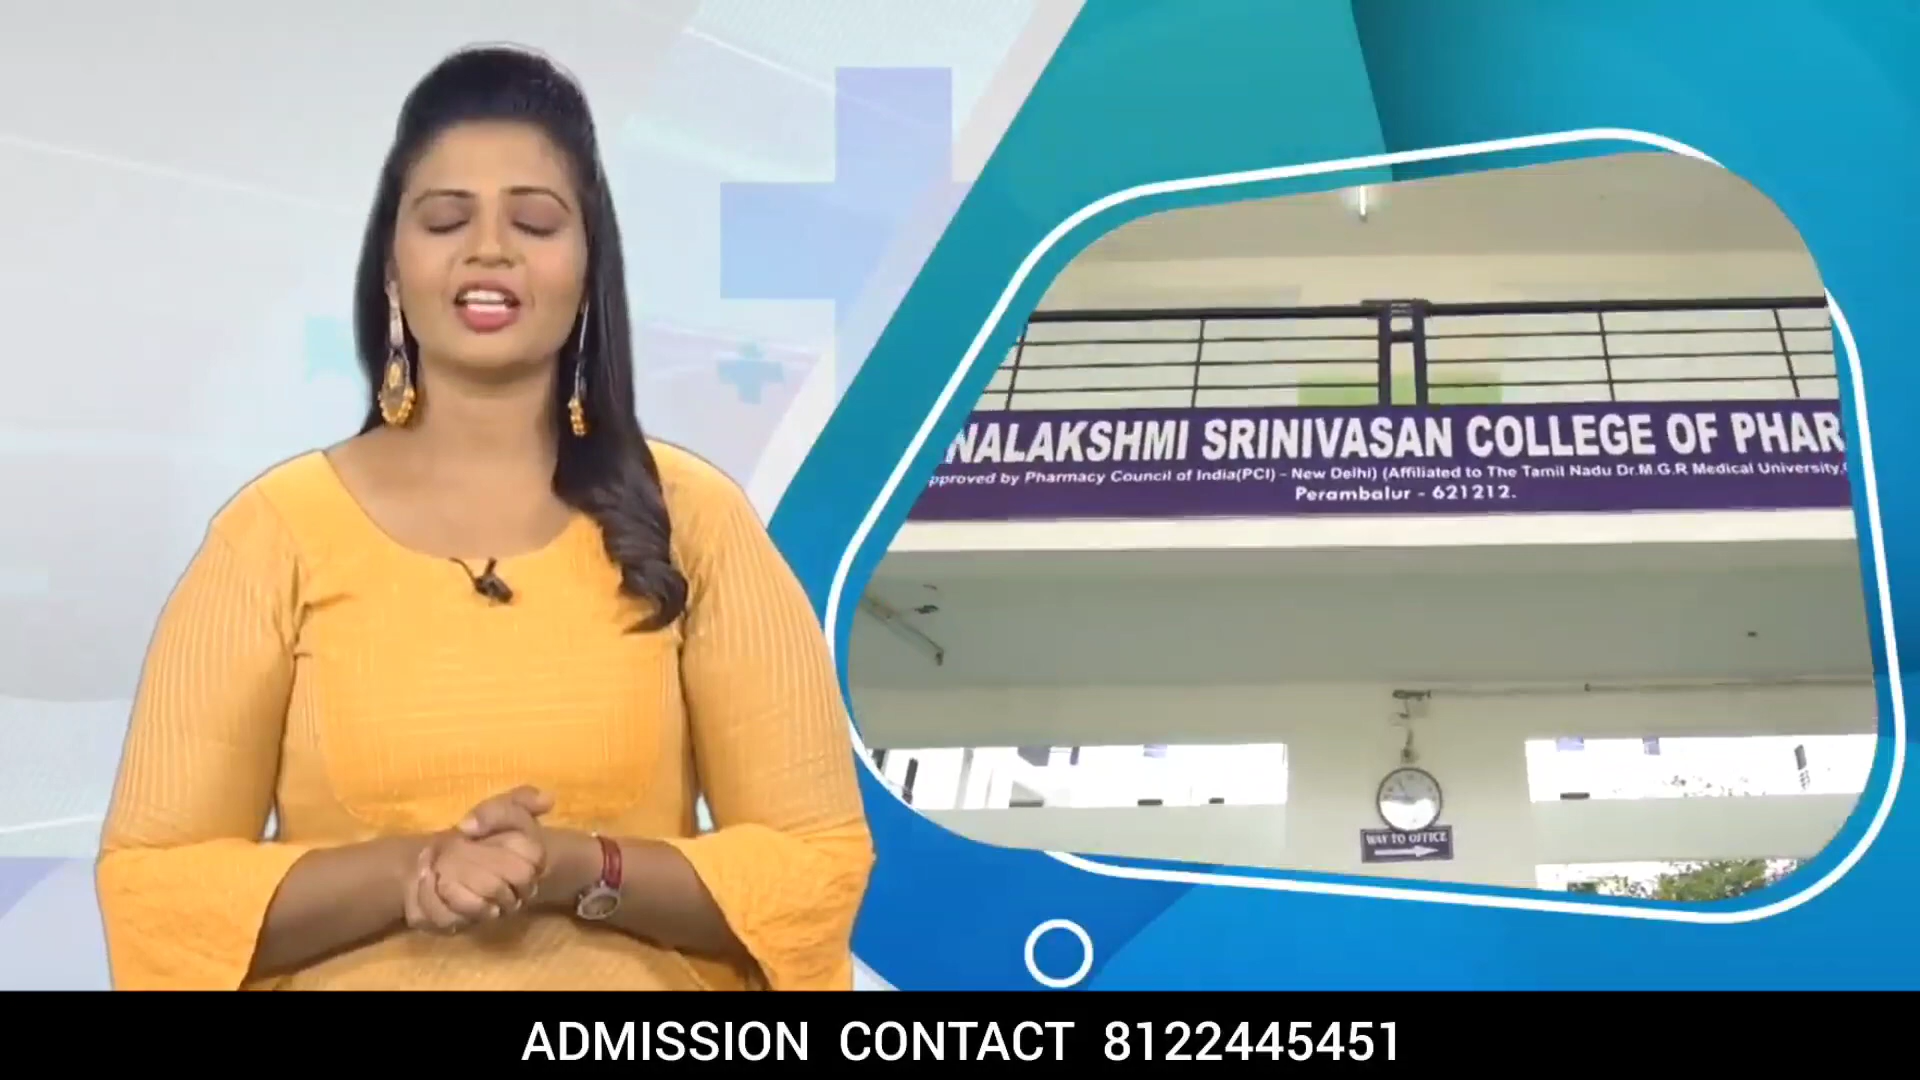 NALAKSHMI SRINIVASAN COLLEGE OF PHAR
pproved by Pharmacy Council of India(PCI) - New Delhi) (Affiliated to The Tamil Nadu Dr.M.G.R Medical University,
Perambalur - 621212.
WAY TO OFFICE
ADMISSION CONTACT 8122445451